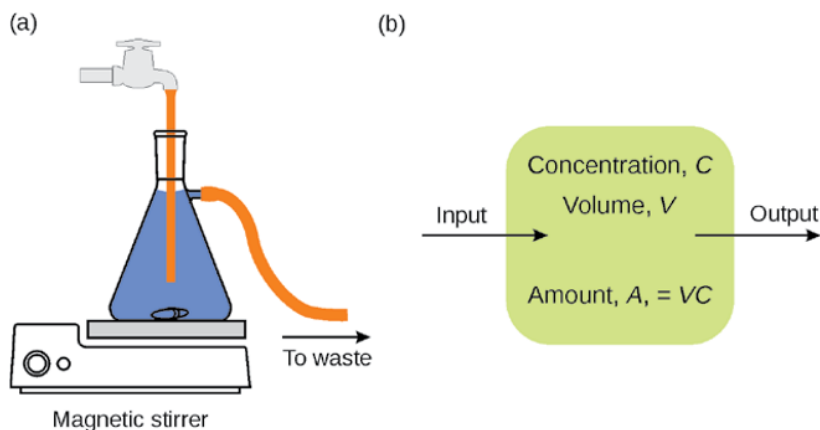 (a)
To waste
Magnetic stirrer
(b)
Concentration, C
Volume, V
Input
Output
Amount, A, = VC